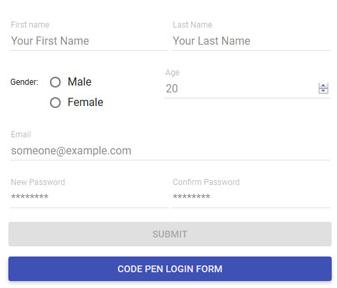 First name Last Name
Your First Name Your Last Name
Gender: Male Age
20
Female
Email
someone@example.com
New Password Confirm Password
******** ********
SUBMIT
CODE PEN LOGIN FORM